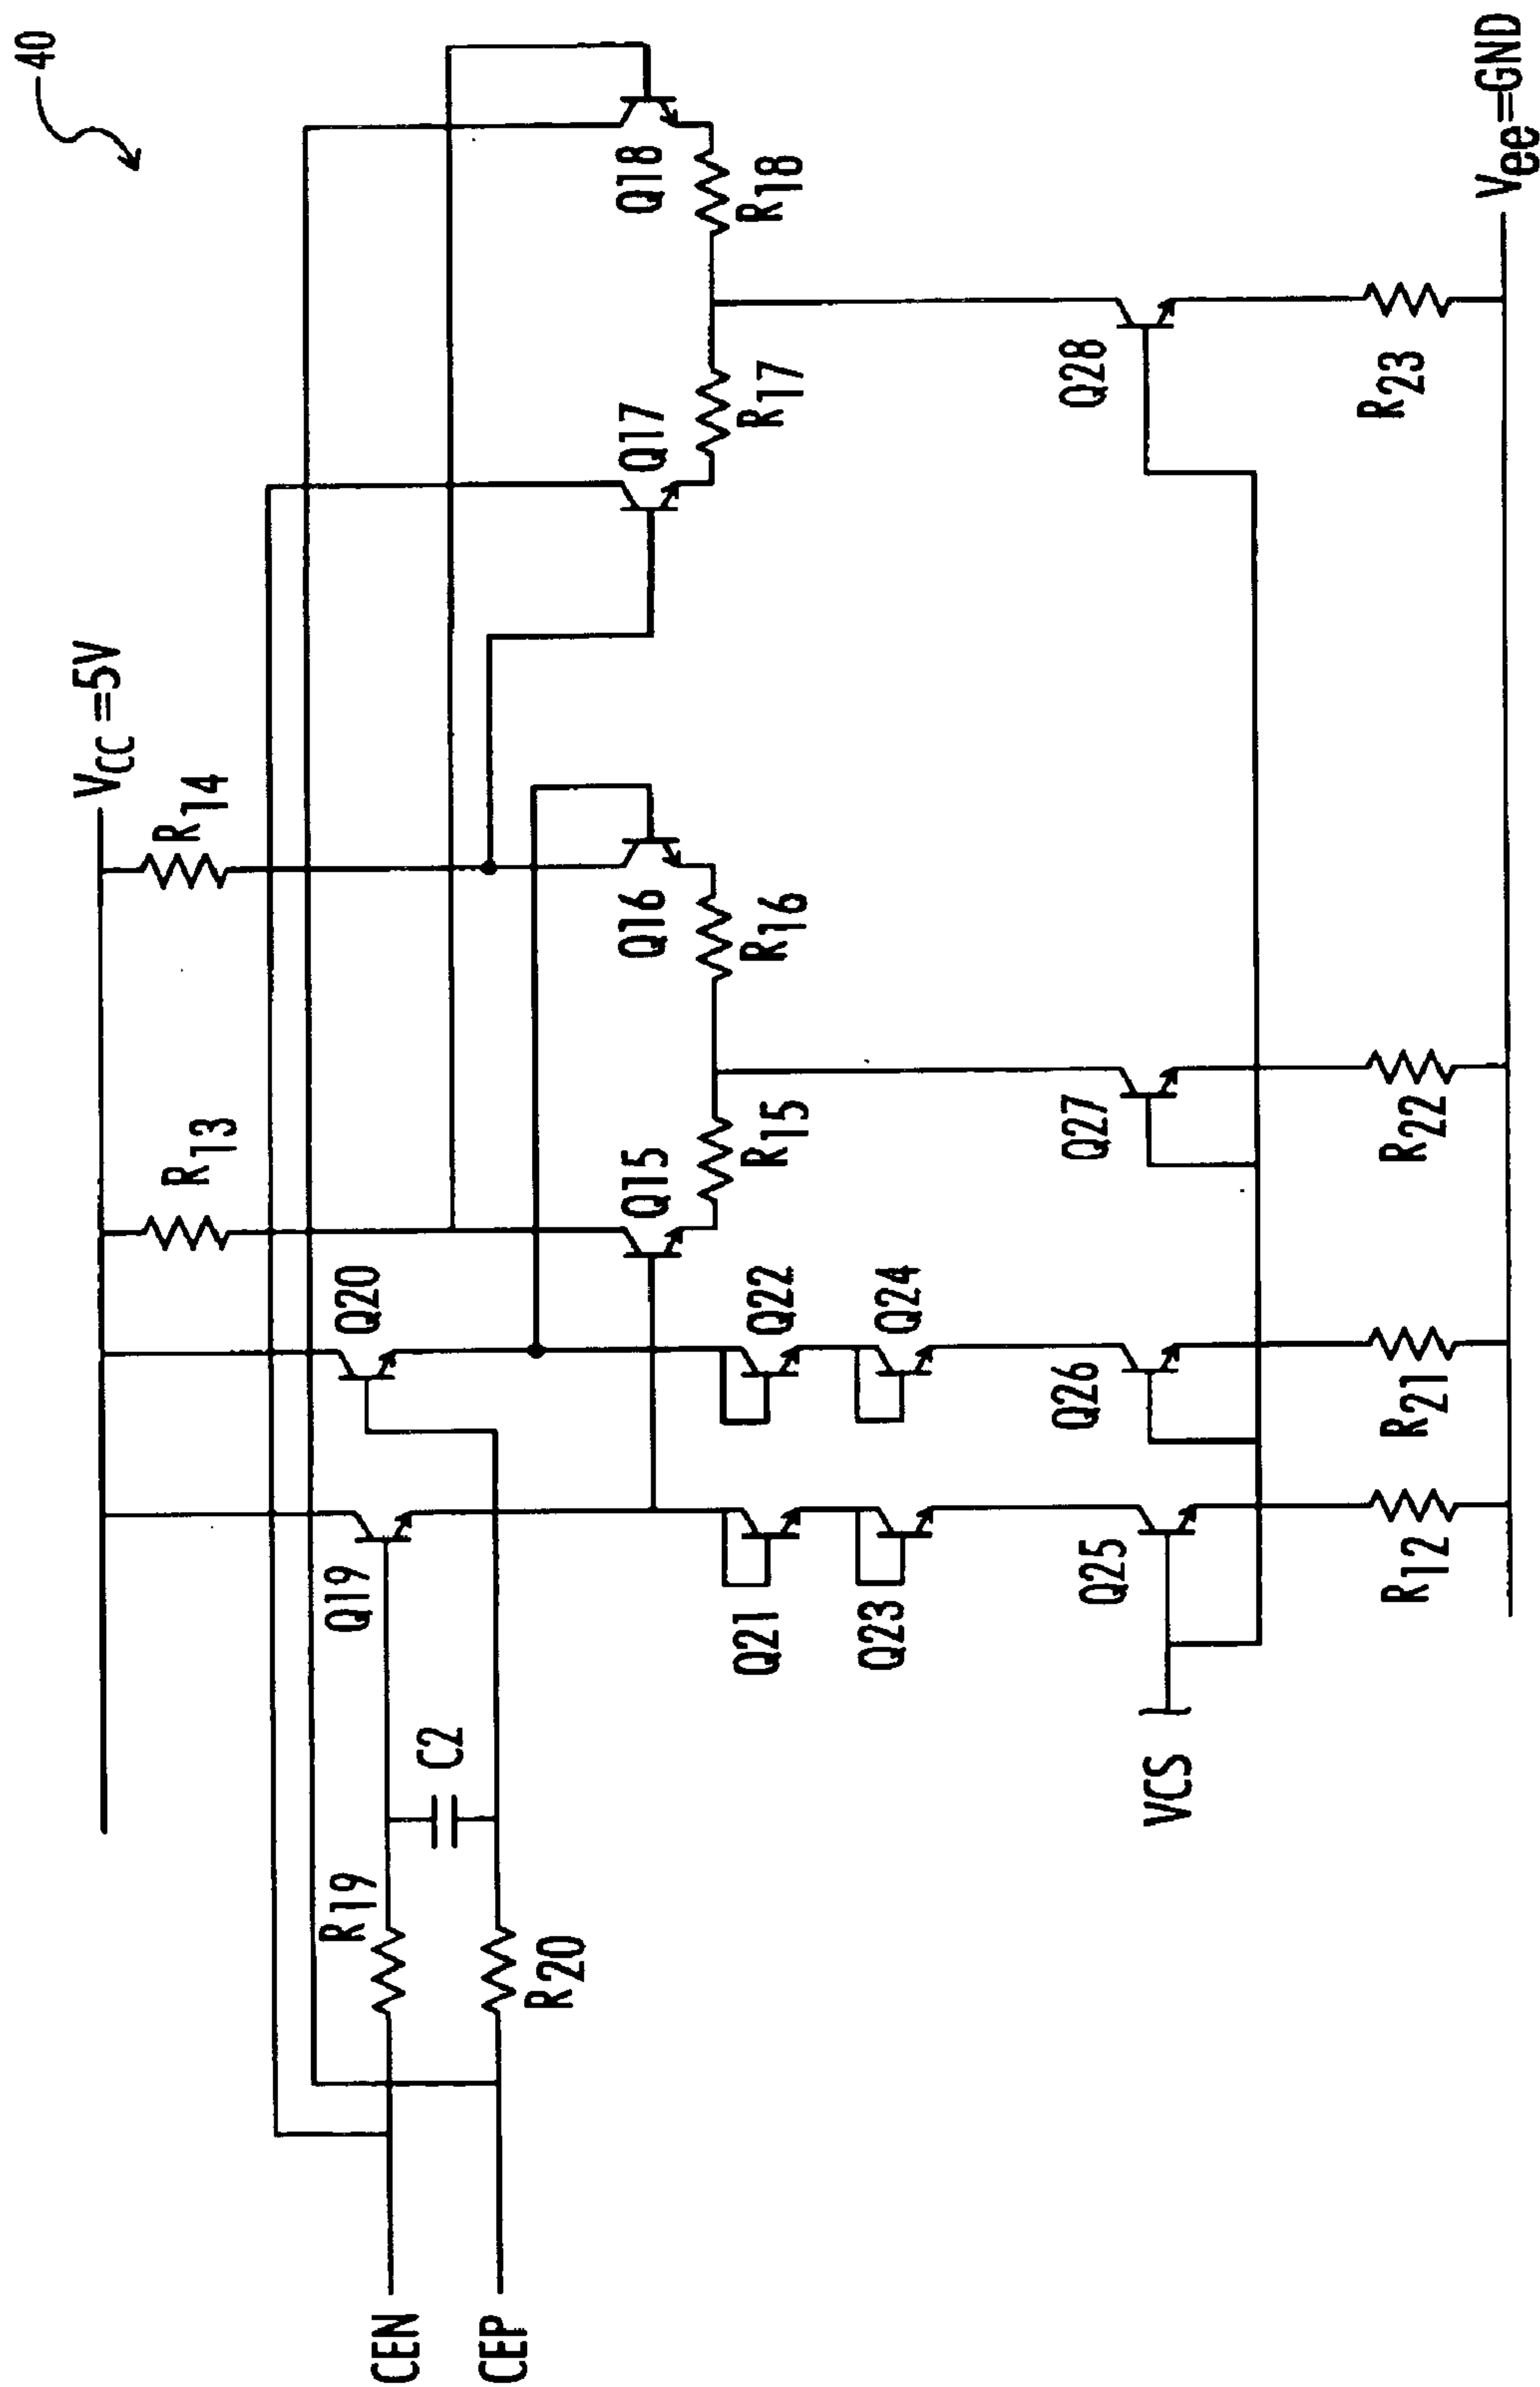 40
VCC=5V
R13
R14
Q20
Q19
R19
C2
R20
CEN
CEP
Q15
Q16
Q17
Q18
R15
R16
R17
R18
Q21
Q22
Q23
Q24
VCS
Q25
Q26
Q27
Q28
R12
R21
R22
R23
Vee=GND